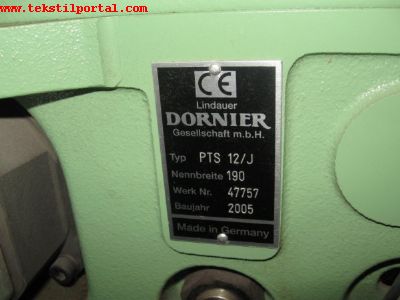 www.tekstilportal.com
CE
Lindauer
DORNIER
Gesellschaft m.b.H.
Typ PTS 12/J
Nennbreite 190
Werk Nr. 47757
Baujahr 2005
Made in Germany